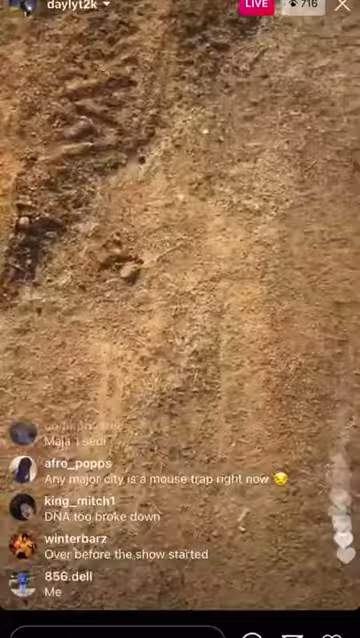 daylyt2k
LIVE
716
Maja 1 seul
afro_popps
Any major city is a mouse trap right now 😒
king_mitch1
DNA too broke down
winterbarz
Over before the show started
856.dell
Me